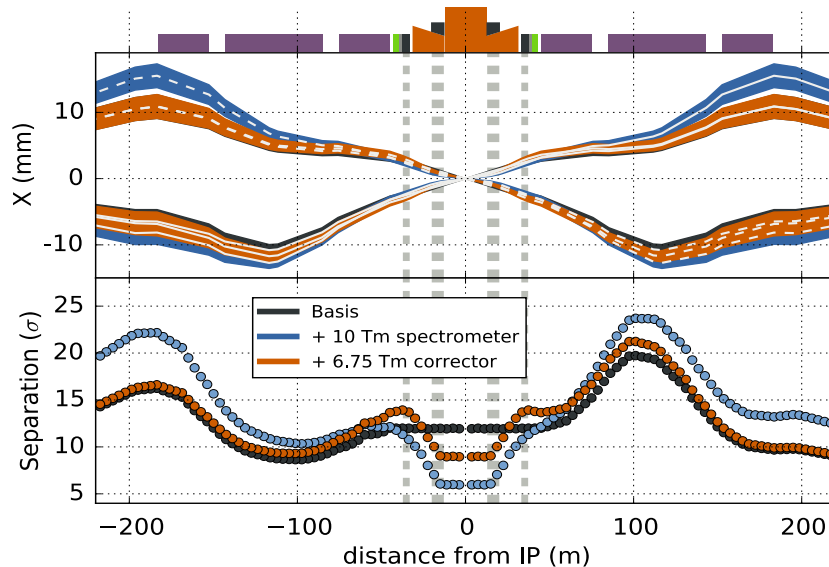 X (mm)
10
0
-10
Separation (σ)
25
20
15
10
5
Basis
+ 10 Tm spectrometer
+ 6.75 Tm corrector
−200
−100
0
100
200
distance from IP (m)